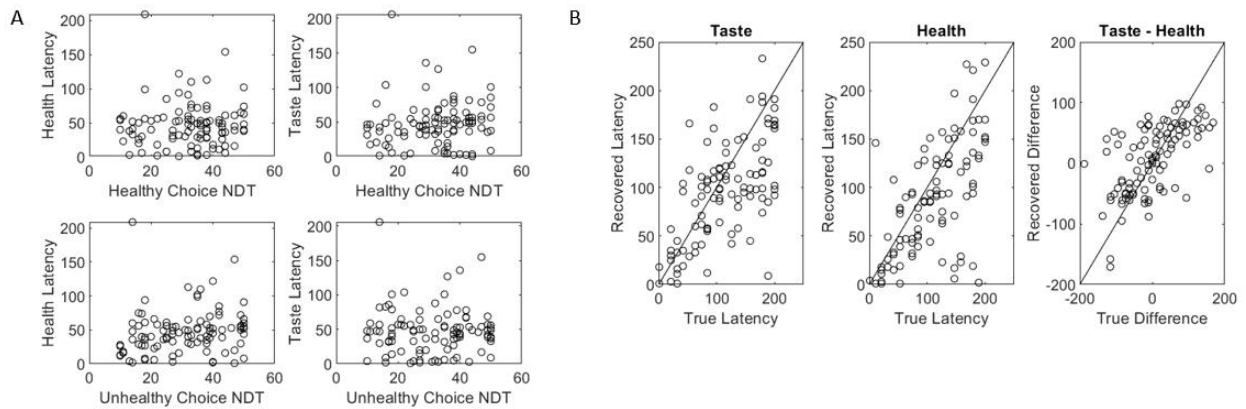 A
200
150
100
50
0
Health Latency
0 20 40 60
Healthy Choice NDT
200
150
100
50
0
Taste Latency
0 20 40 60
Healthy Choice NDT
200
150
100
50
0
Health Latency
0 20 40 60
Unhealthy Choice NDT
200
150
100
50
0
Taste Latency
0 20 40 60
Unhealthy Choice NDT
B
Taste
250
200
150
100
50
0
Recovered Latency
0 100 200
True Latency
Health
250
200
150
100
50
0
Recovered Latency
0 100 200
True Latency
Taste - Health
200
100
0
-100
-200
Recovered Difference
-200 0 200
True Difference